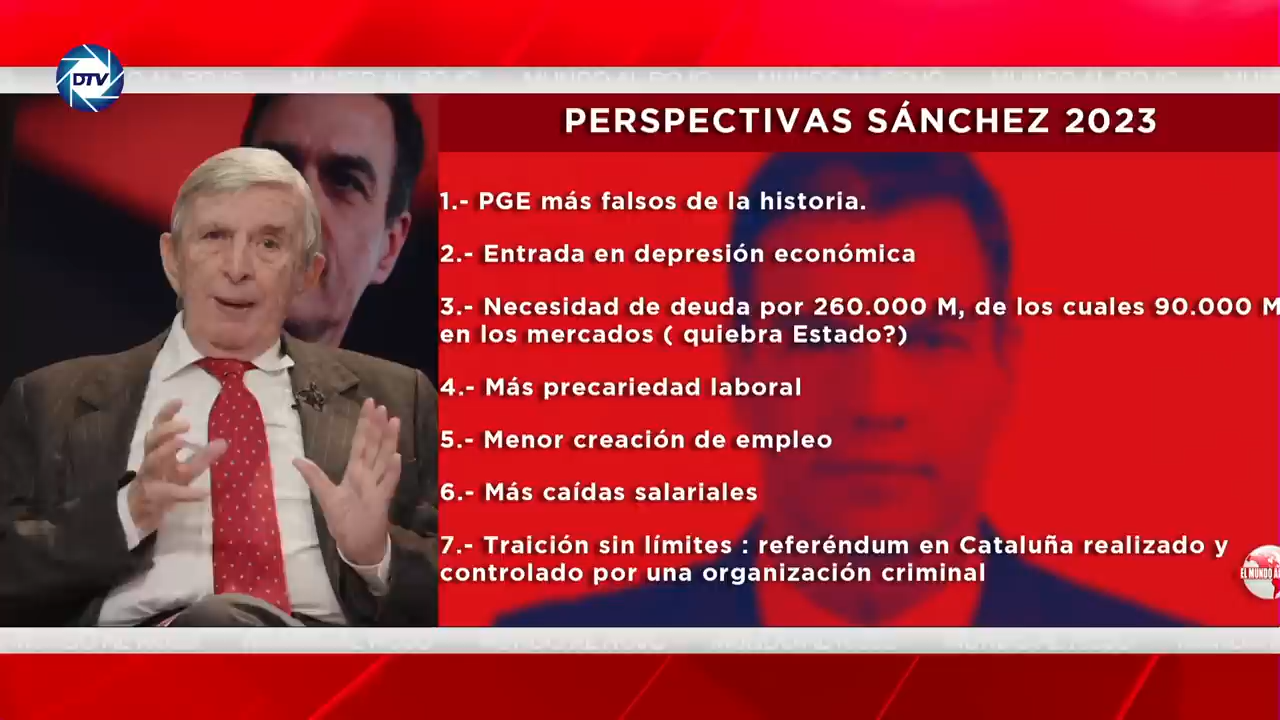 DTV
PERSPECTIVAS SÁNCHEZ 2023
1.- PGE más falsos de la historia.
2.- Entrada en depresión económica
3.- Necesidad de deuda por 260.000 M, de los cuales 90.000 M
en los mercados ( quiebra Estado?)
4.- Más precariedad laboral
5.- Menor creación de empleo
6.- Más caídas salariales
7.- Traición sin límites : referéndum en Cataluña realizado y
controlado por una organización criminal
EL MUNDO